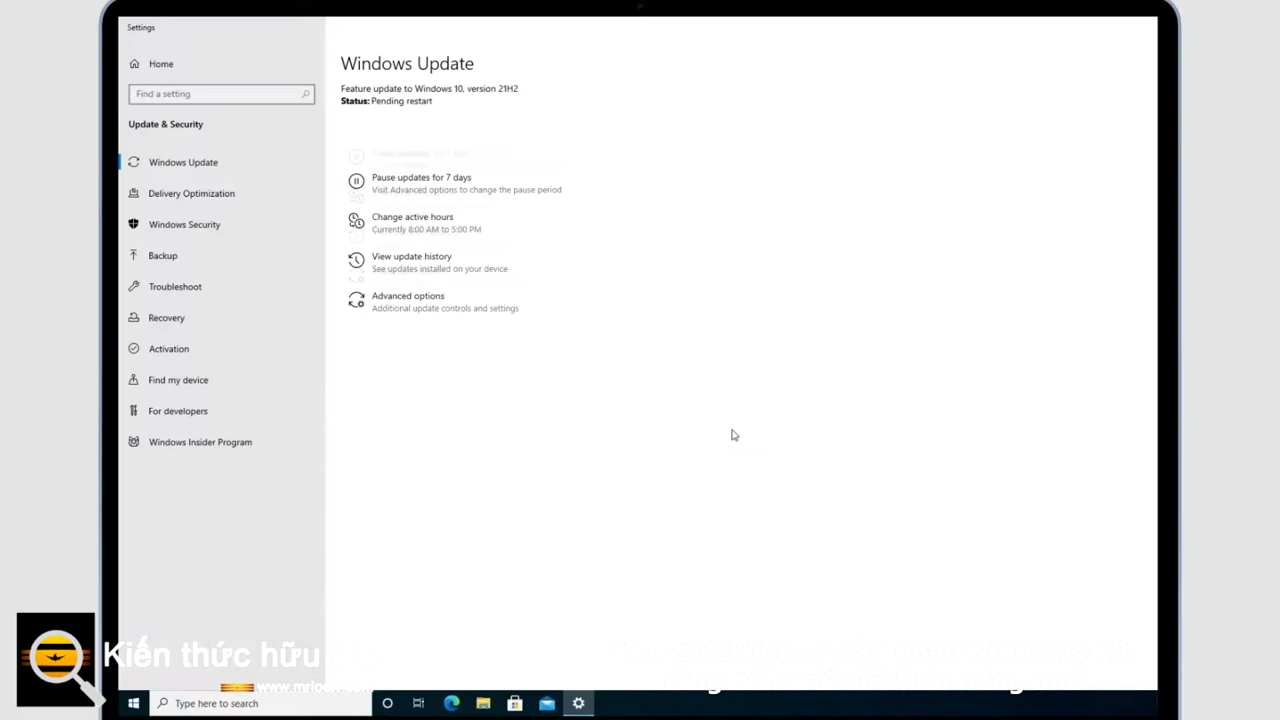 Settings
Home
Find a setting
Update & Security
Windows Update
Delivery Optimization
Windows Security
Backup
Troubleshoot
Recovery
Activation
Find my device
For developers
Windows Insider Program
Windows Update
Feature update to Windows 10, version 21H2
Status: Pending restart
Pause updates for 7 days
Visit Advanced options to change the pause period
Change active hours
Currently 8:00 AM to 5:00 PM
View update history
See updates installed on your device
Advanced options
Additional update controls and settings
Kiến thức hữu
Type here to search